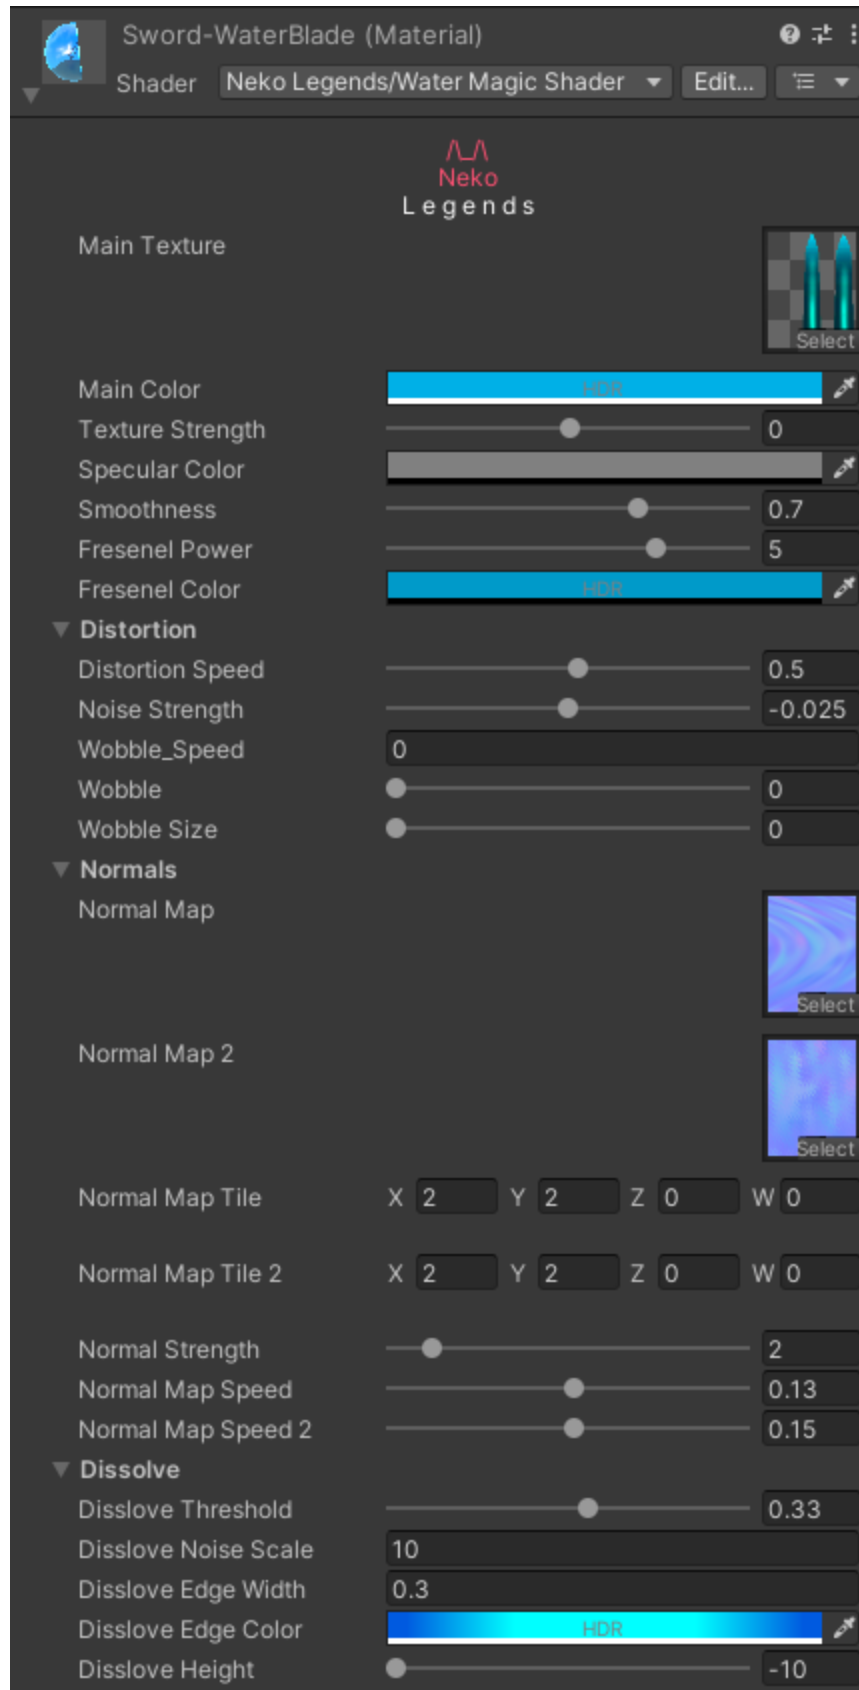 Sword-WaterBlade (Material)
Shader Neko Legends/Water Magic Shader Edit...
Neko
Legends
Main Texture
Select
Main Color HDR
Texture Strength 0
Specular Color
Smoothness 0.7
Fresenel Power 5
Fresenel Color HDR
Distortion
Distortion Speed 0.5
Noise Strength -0.025
Wobble_Speed 0
Wobble 0
Wobble Size 0
Normals
Normal Map
Select
Normal Map 2
Select
Normal Map Tile X 2 Y 2 Z 0 W 0
Normal Map Tile 2 X 2 Y 2 Z 0 W 0
Normal Strength 2
Normal Map Speed 0.13
Normal Map Speed 2 0.15
Dissolve
Disslove Threshold 0.33
Disslove Noise Scale 10
Disslove Edge Width 0.3
Disslove Edge Color HDR
Disslove Height -10